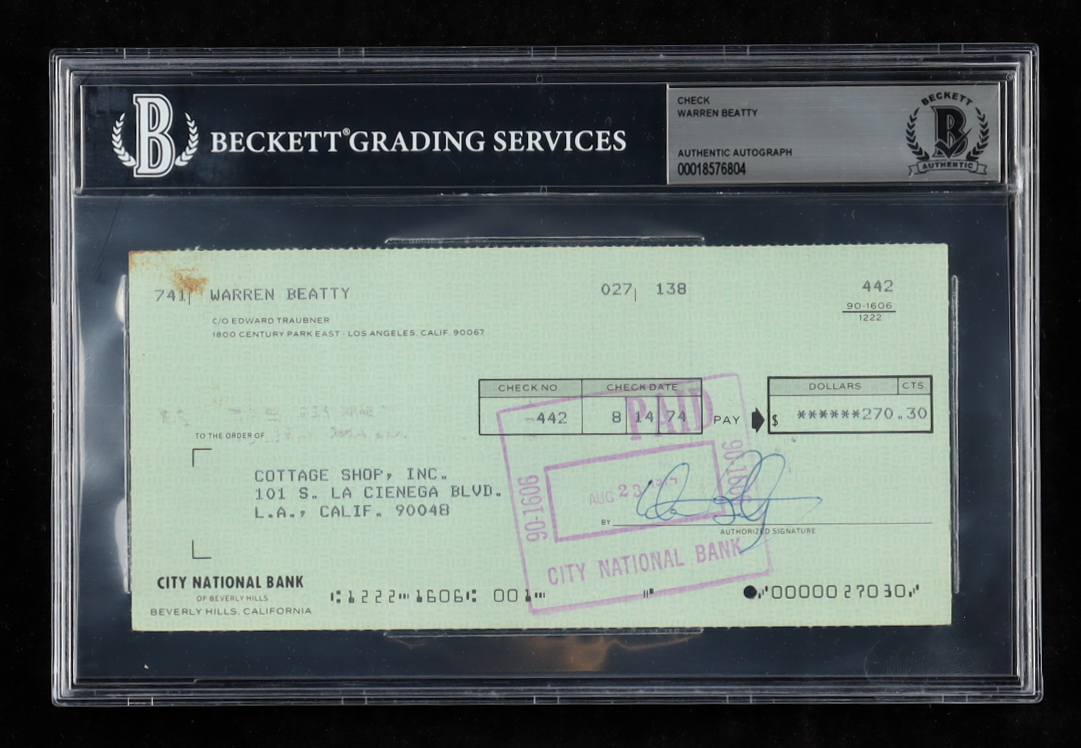 B BECKETT® GRADING SERVICES
CHECK
WARREN BEATTY
AUTHENTIC AUTOGRAPH
00018576804
BECKETT
B
AUTHENTIC
741 WARREN BEATTY 027 138 442
C/O EDWARD TRAUBNER
1800 CENTURY PARK EAST - LOS ANGELES, CALIF. 90067
90-1606
1222
CHECK NO CHECK DATE DOLLARS CTS
442 8 14 74 PAY $ ******270.30
TO THE ORDER OF
COTTAGE SHOP, INC.
101 S. LA CIENEGA BLVD.
L.A., CALIF. 90048
PAID
90-1606
AUG 23
90-1606
CITY NATIONAL BANK
BY
AUTHORIZED SIGNATURE
CITY NATIONAL BANK
OF BEVERLY HILLS
BEVERLY HILLS, CALIFORNIA
⑆1222⑉1606⑆ 001⑈ ⑈0000027030⑈